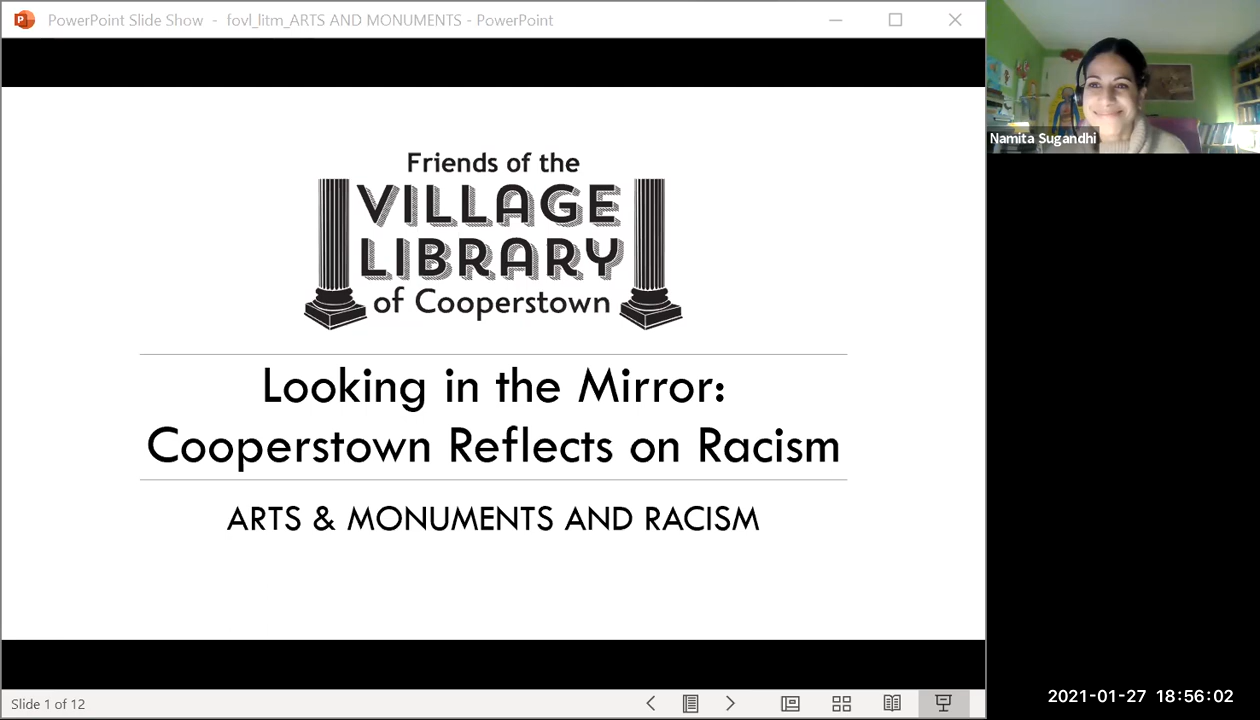 PowerPoint Slide Show - fovl_litm_ARTS AND MONUMENTS - PowerPoint
Namita Sugandhi
Friends of the
VILLAGE
LIBRARY
of Cooperstown
Looking in the Mirror:
Cooperstown Reflects on Racism
ARTS & MONUMENTS AND RACISM
Slide 1 of 12
2021-01-27 18:56:02